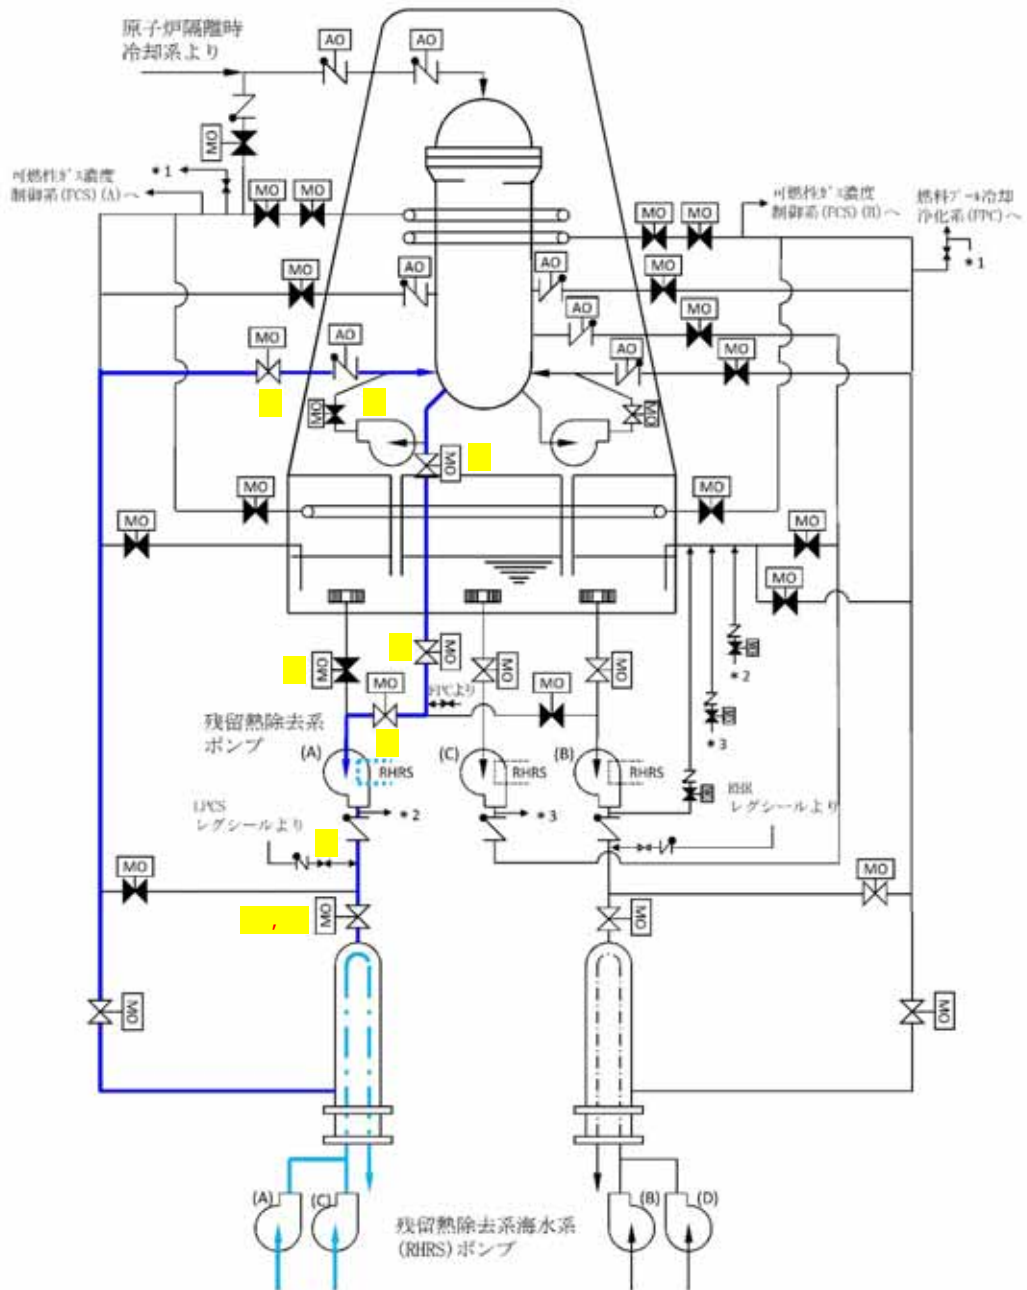 原子炉隔離時
冷却系より
AO
AO
MO
可燃性ガス濃度
制御系(FCS)(A)へ
*1
MO
MO
MO
MO
可燃性ガス濃度
制御系(FCS)(B)へ
燃料プール冷却
浄化系(FPC)へ
*1
MO
AO
AO
MO
AO
MO
MO
AO
AO
MO
MO
MO
MO
MO
MO
MO
MO
MO
MO
MO
MO
MO
*2
*3
MO
FPCより
MO
残留熱除去系
ポンプ
(A)
RHRS
(C)
RHRS
(B)
RHRS
LPCS
レグシールより
*2
*3
RHR
レグシールより
MO
MO
MO
,
MO
MO
MO
(A)
(C)
(B)
(D)
残留熱除去系海水系
(RHRS)ポンプ